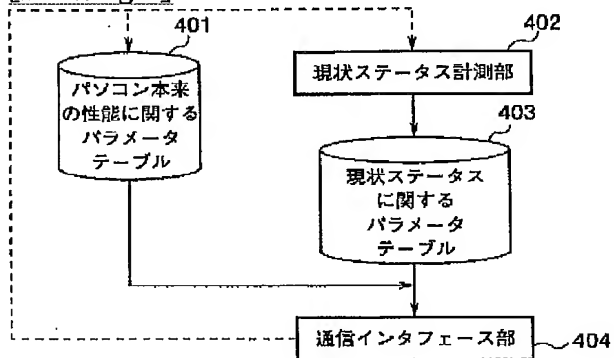 401
パソコン本来
の性能に関する
パラメータ
テーブル
402
現状ステータス計測部
403
現状ステータス
に関する
パラメータ
テーブル
通信インタフェース部
404